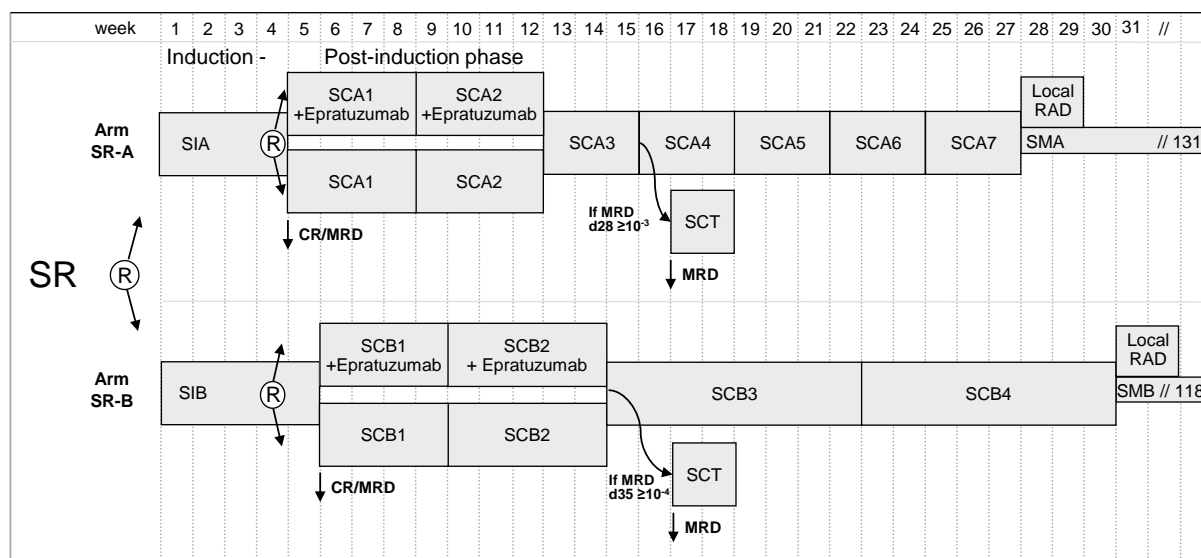 week 1 2 3 4 5 6 7 8 9 10 11 12 13 14 15 16 17 18 19 20 21 22 23 24 25 26 27 28 29 30 31 //
Induction - Post-induction phase
SCA1
+Epratuzumab
SCA2
+Epratuzumab
Local
RAD
Arm
SR-A
SIA
R
SCA3
SCA4
SCA5
SCA6
SCA7
SMA // 131
SCA1
SCA2
If MRD
d28 ≥10⁻³
SCT
CR/MRD
MRD
SR
R
SCB1
+Epratuzumab
SCB2
+ Epratuzumab
Local
RAD
Arm
SR-B
SIB
R
SCB3
SCB4
SMB // 118
SCB1
SCB2
If MRD
d35 ≥10⁻⁴
SCT
CR/MRD
MRD